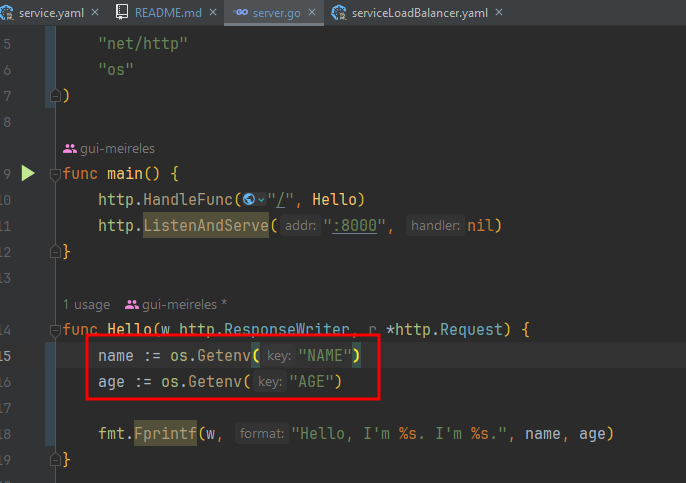 service.yaml README.md server.go serviceLoadBalancer.yaml
5 "net/http"
6 "os"
7 )
8
gui-meireles
9 func main() {
10 http.HandleFunc("/", Hello)
11 http.ListenAndServe( addr: ":8000", handler: nil)
12 }
13
1 usage gui-meireles *
14 func Hello(w http.ResponseWriter, r *http.Request) {
15 name := os.Getenv( key: "NAME")
16 age := os.Getenv( key: "AGE")
18 fmt.Fprintf(w, format: "Hello, I'm %s. I'm %s.", name, age)
19 }